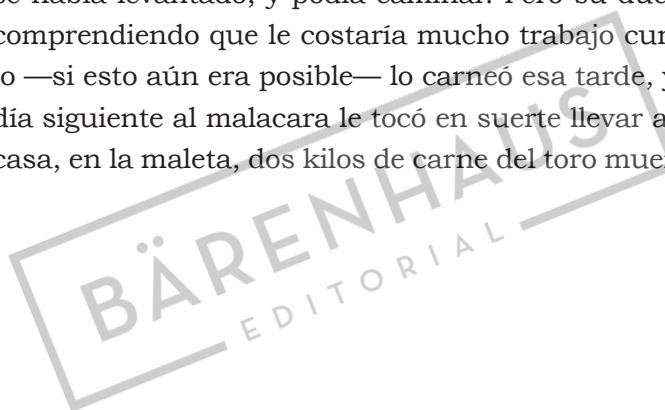 se había levantado, y podía caminar. Pero su due
comprendiendo que le costaría mucho trabajo cur
lo —si esto aún era posible— lo carneó esa tarde, y
día siguiente al malacara le tocó en suerte llevar a
casa, en la maleta, dos kilos de carne del toro muer
BÄRENHAUS
EDITORIAL